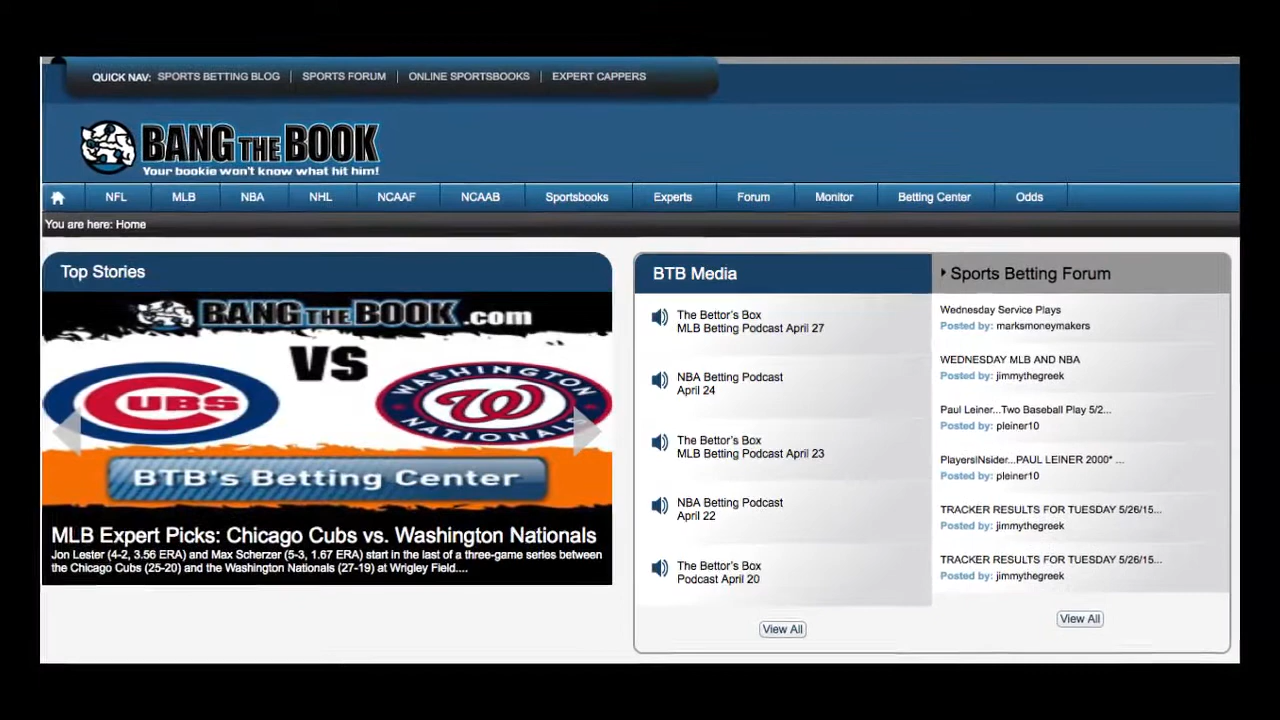 QUICK NAV: SPORTS BETTING BLOG | SPORTS FORUM | ONLINE SPORTSBOOKS | EXPERT CAPPERS
BANG THE BOOK
Your bookie won't know what hit him!
NFL MLB NBA NHL NCAAF NCAAB Sportsbooks Experts Forum Monitor Betting Center Odds
You are here: Home
Top Stories
BANG THE BOOK.com
VS
CUBS
WASHINGTON
W
NATIONALS
BTB's Betting Center
MLB Expert Picks: Chicago Cubs vs. Washington Nationals
Jon Lester (4-2, 3.56 ERA) and Max Scherzer (5-3, 1.67 ERA) start in the last of a three-game series between
the Chicago Cubs (25-20) and the Washington Nationals (27-19) at Wrigley Field....
BTB Media
The Bettor's Box
MLB Betting Podcast April 27
NBA Betting Podcast
April 24
The Bettor's Box
MLB Betting Podcast April 23
NBA Betting Podcast
April 22
The Bettor's Box
Podcast April 20
View All
Sports Betting Forum
Wednesday Service Plays
Posted by: marksmoneymakers
WEDNESDAY MLB AND NBA
Posted by: jimmythegreek
Paul Leiner...Two Baseball Play 5/2...
Posted by: pleiner10
PlayersINsider...PAUL LEINER 2000* ...
Posted by: pleiner10
TRACKER RESULTS FOR TUESDAY 5/26/15...
Posted by: jimmythegreek
TRACKER RESULTS FOR TUESDAY 5/26/15...
Posted by: jimmythegreek
View All